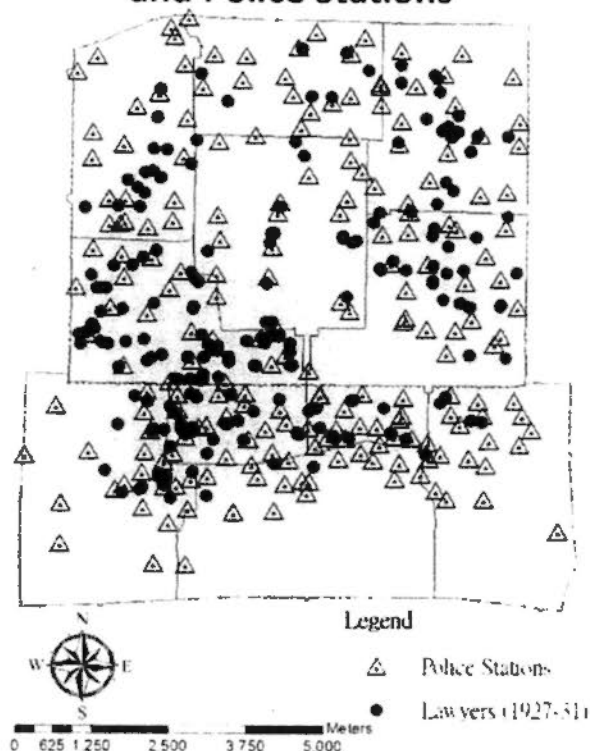 and Police Stations
Legend
N
W E
S
Police Stations
Lawyers (1927-31)
Meters
0 625 1 250 2 500 3 750 5 000